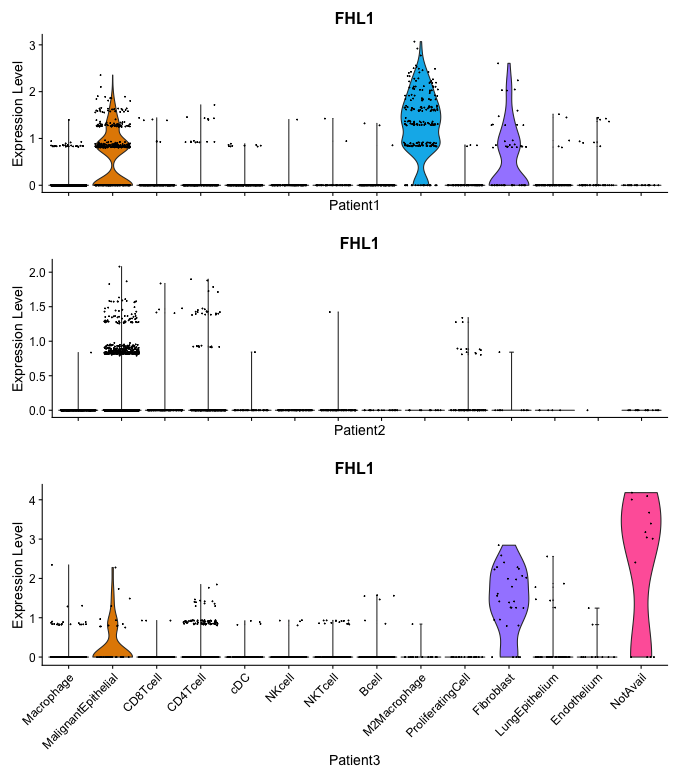 FHL1
Expression Level
3
2
1
0
Patient1
FHL1
Expression Level
2.0
1.5
1.0
0.5
0.0
Patient2
FHL1
Expression Level
4
3
2
1
0
Macrophage
MalignantEpithelial
CD8Tcell
CD4Tcell
cDC
NKcell
NKTcell
Bcell
M2Macrophage
ProliferatingCell
Fibroblast
LungEpithelium
Endothelium
NotAvail
Patient3